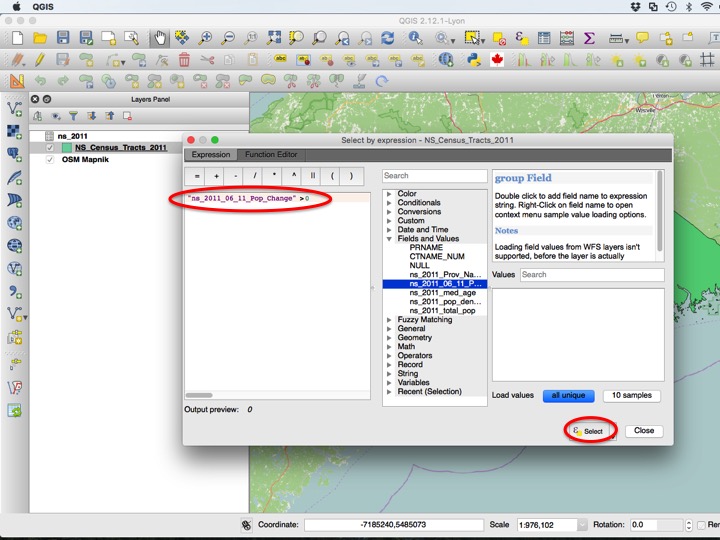 QGIS
QGIS 2.12.1-Lyon
Layers Panel
ns_2011
NS_Census_Tracts_2011
OSM Mapnik
Select by expression - NS_Census_Tracts_2011
Expression
Function Editor
= + - / * ^ || ( )
"ns_2011_06_11_Pop_Change" >0
Output preview: 0
Search
Color
Conditionals
Conversions
Custom
Date and Time
Fields and Values
PRNAME
CTNAME_NUM
NULL
ns_2011_Prov_Na...
ns_2011_06_11_P...
ns_2011_med_age
ns_2011_pop_den...
ns_2011_total_pop
Fuzzy Matching
General
Geometry
Math
Operators
Record
String
Variables
Recent (Selection)
group Field
Double click to add field name to expression
string. Right-Click on field name to open
context menu sample value loading options.
Notes
Loading field values from WFS layers isn't
supported, before the layer is actually
Values
Search
Load values
all unique
10 samples
Select
Close
Coordinate:
-7185240,5485073
Scale
1:976,102
Rotation:
0.0